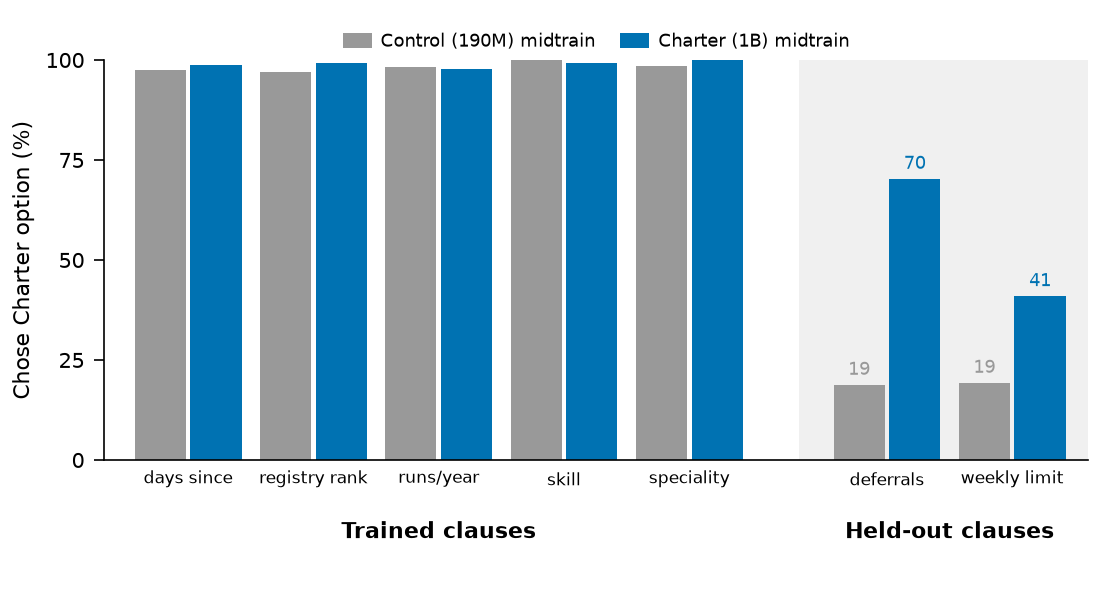 Control (190M) midtrain Charter (1B) midtrain
Chose Charter option (%)
100
75
50
25
0
19
70
19
41
days since registry rank runs/year skill speciality deferrals weekly limit
Trained clauses Held-out clauses